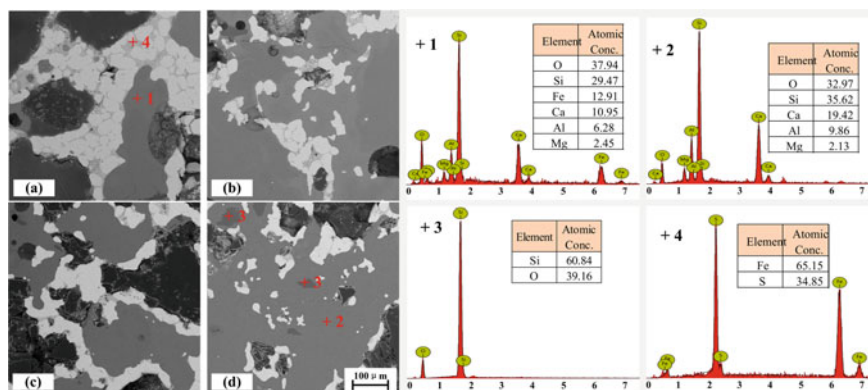 + 4
+ 1
(a)
(b)
+ 3
+ 3
+ 2
(c)
(d)
100 μm
+ 1
Element Atomic Conc.
O 37.94
Si 29.47
Fe 12.91
Ca 10.95
Al 6.28
Mg 2.45
0 1 2 3 4 5 6 7
+ 2
Element Atomic Conc.
O 32.97
Si 35.62
Ca 19.42
Al 9.86
Mg 2.13
0 1 2 3 4 5 6 7
+ 3
Element Atomic Conc.
Si 60.84
O 39.16
0 1 2 3 4 5 6 7
+ 4
Element Atomic Conc.
Fe 65.15
S 34.85
0 1 2 3 4 5 6 7